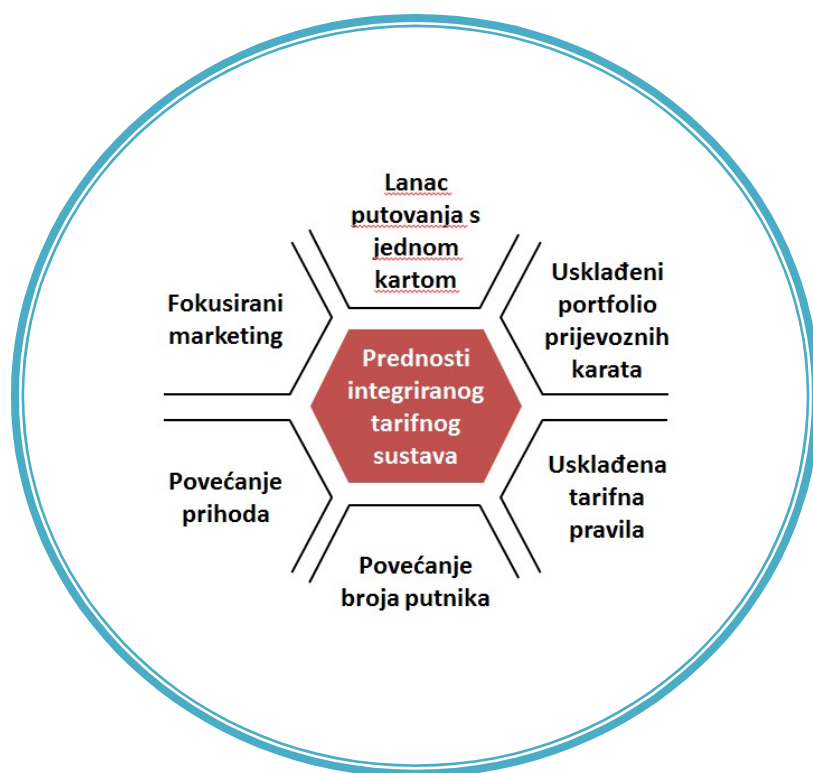 Lanac
putovanja s
jednom
kartom
Usklađeni
portfolio
prijevoznih
karata
Fokusirani
marketing
Prednosti
integriranog
tarifnog
sustava
Povećanje
prihoda
Usklađena
tarifna
pravila
Povećanje
broja putnika